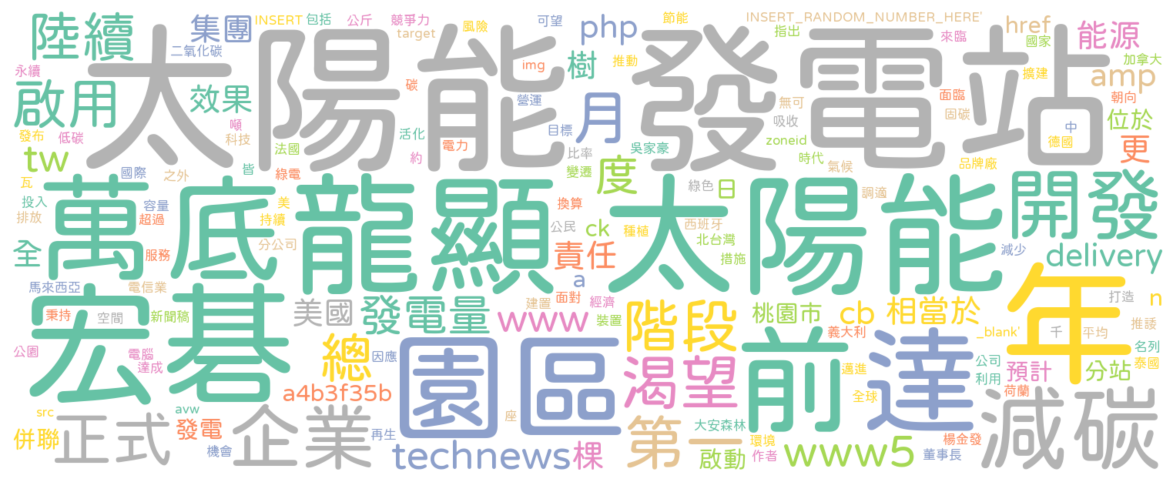 陸續 集團 INSERT 包括 公斤 競爭力 可望 節能 INSERT_RANDOM_NUMBER_HERE'
二氧化碳 target 風險 php 指出 來臨 國家 href 能源
永續 太陽能 發電站 img 推動 樹 擴建 加拿大
啟用 效果 碳 營運 月 無可 吸收 面臨 固碳 amp 朝向
發布 低碳 噸 科技 活化 目標 吳家豪 zoneid 中 位於
tw 法國 電力 約 比率 時代 德國 更
國際 皆 綠電 變遷 度 氣候 品牌廠
瓦 之外 萬 底 龍顯 太陽能 綠色 日 調適 開發
投入 容量 美 換算 種植 西班牙
排放 超過 持續 公民 ck 北台灣
全 服務 分公司 責任 措施 減少 delivery
馬來西亞 電信業 a 年
秉持 空間 新聞稿 宏碁 美國 發電量 建置 面對 經濟 階段 桃園市 cb 相當於 打造 n
www 裝置 前 義大利 達 _blank' 千 平均 推諉
公園 電腦 達成 總 因應 園區 渴望 邁進 公司 利用 預計 分站 名列 泰國
a4b3f35b 全球 荷蘭
src avw 座 第一 大安森林 減碳
併聯 正式 發電 企業 再生 環境 楊金發
機會 technews 棵 啟動 作者 www5 董事長